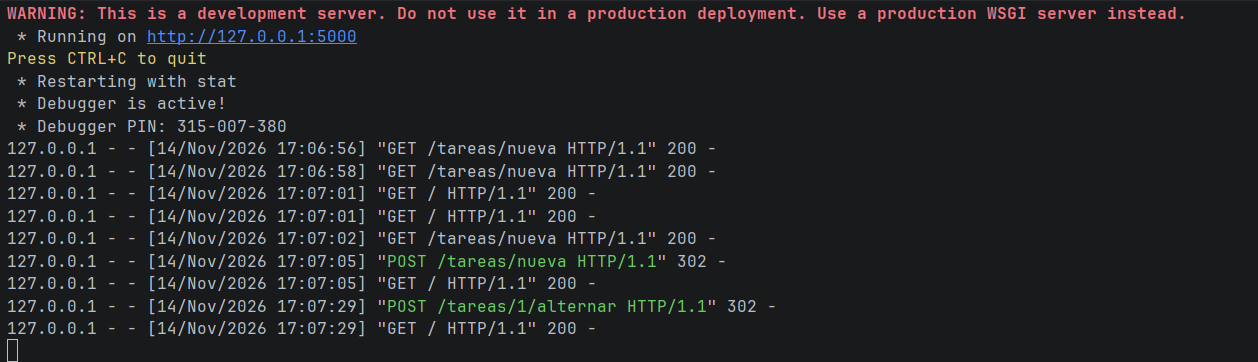 WARNING: This is a development server. Do not use it in a production deployment. Use a production WSGI server instead.
 * Running on http://127.0.0.1:5000
Press CTRL+C to quit
 * Restarting with stat
 * Debugger is active!
 * Debugger PIN: 315-007-380
127.0.0.1 - - [14/Nov/2026 17:06:56] "GET /tareas/nueva HTTP/1.1" 200 -
127.0.0.1 - - [14/Nov/2026 17:06:58] "GET /tareas/nueva HTTP/1.1" 200 -
127.0.0.1 - - [14/Nov/2026 17:07:01] "GET / HTTP/1.1" 200 -
127.0.0.1 - - [14/Nov/2026 17:07:01] "GET / HTTP/1.1" 200 -
127.0.0.1 - - [14/Nov/2026 17:07:02] "GET /tareas/nueva HTTP/1.1" 200 -
127.0.0.1 - - [14/Nov/2026 17:07:05] "POST /tareas/nueva HTTP/1.1" 302 -
127.0.0.1 - - [14/Nov/2026 17:07:05] "GET / HTTP/1.1" 200 -
127.0.0.1 - - [14/Nov/2026 17:07:29] "POST /tareas/1/alternar HTTP/1.1" 302 -
127.0.0.1 - - [14/Nov/2026 17:07:29] "GET / HTTP/1.1" 200 -